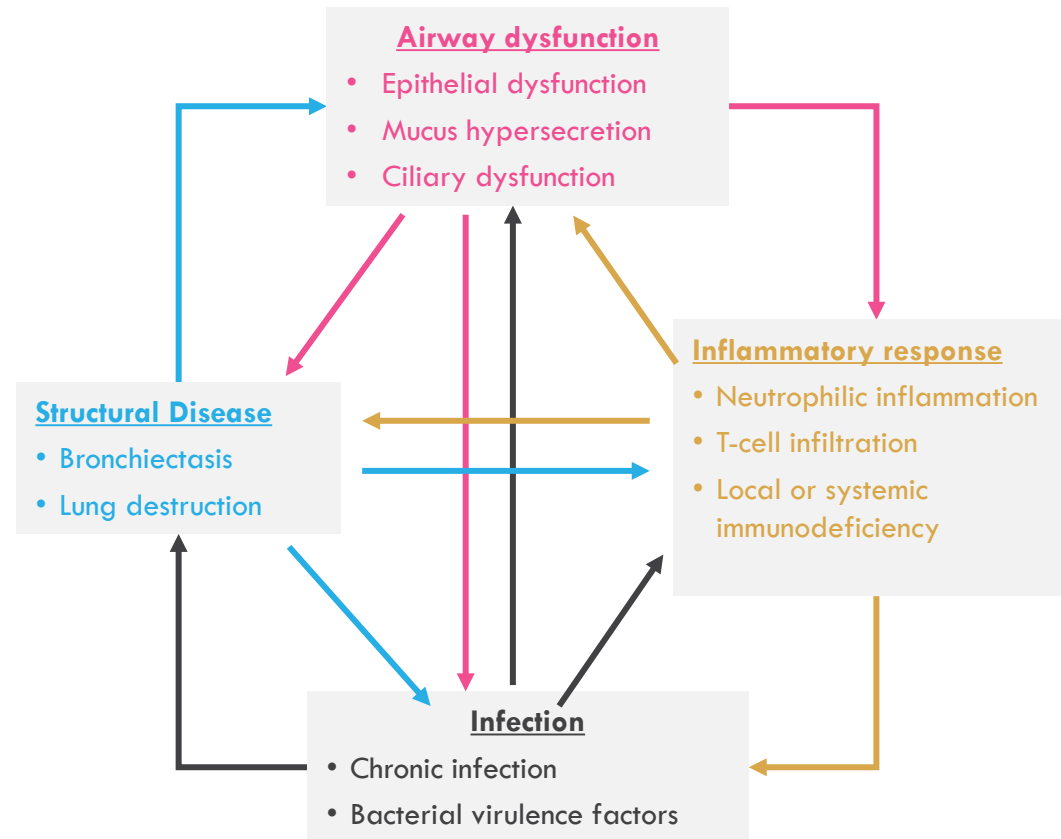 Airway dysfunction
• Epithelial dysfunction
• Mucus hypersecretion
• Ciliary dysfunction
Inflammatory response
• Neutrophilic inflammation
• T-cell infiltration
• Local or systemic
immunodeficiency
Structural Disease
• Bronchiectasis
• Lung destruction
Infection
• Chronic infection
• Bacterial virulence factors